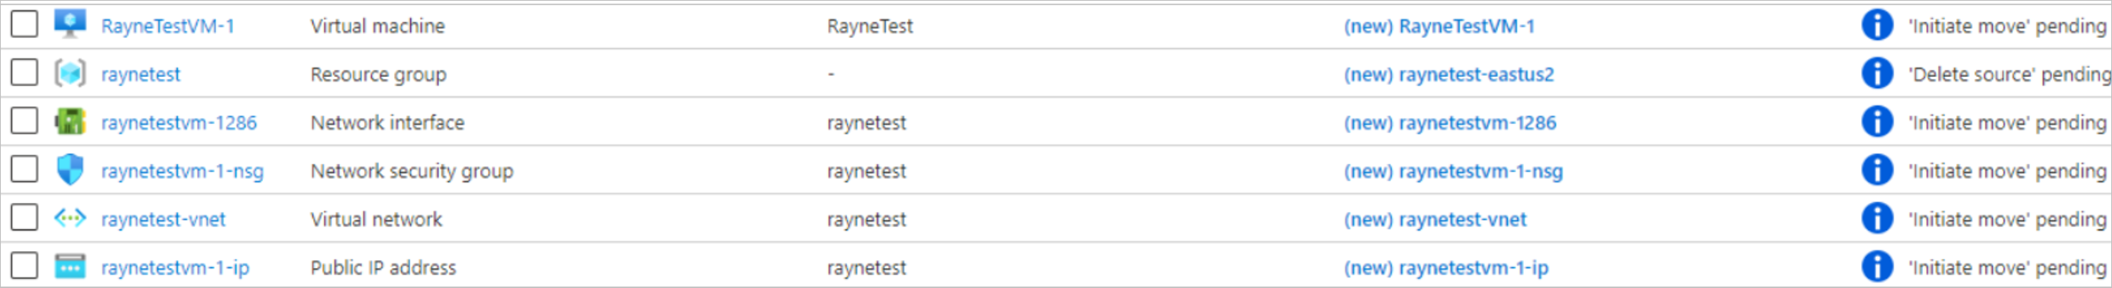 RayneTestVM-1 Virtual machine RayneTest (new) RayneTestVM-1 'Initiate move' pending
raynetest Resource group - (new) raynetest-eastus2 'Delete source' pending
raynetestvm-1286 Network interface raynetest (new) raynetestvm-1286 'Initiate move' pending
raynetestvm-1-nsg Network security group raynetest (new) raynetestvm-1-nsg 'Initiate move' pending
raynetest-vnet Virtual network raynetest (new) raynetest-vnet 'Initiate move' pending
raynetestvm-1-ip Public IP address raynetest (new) raynetestvm-1-ip 'Initiate move' pending